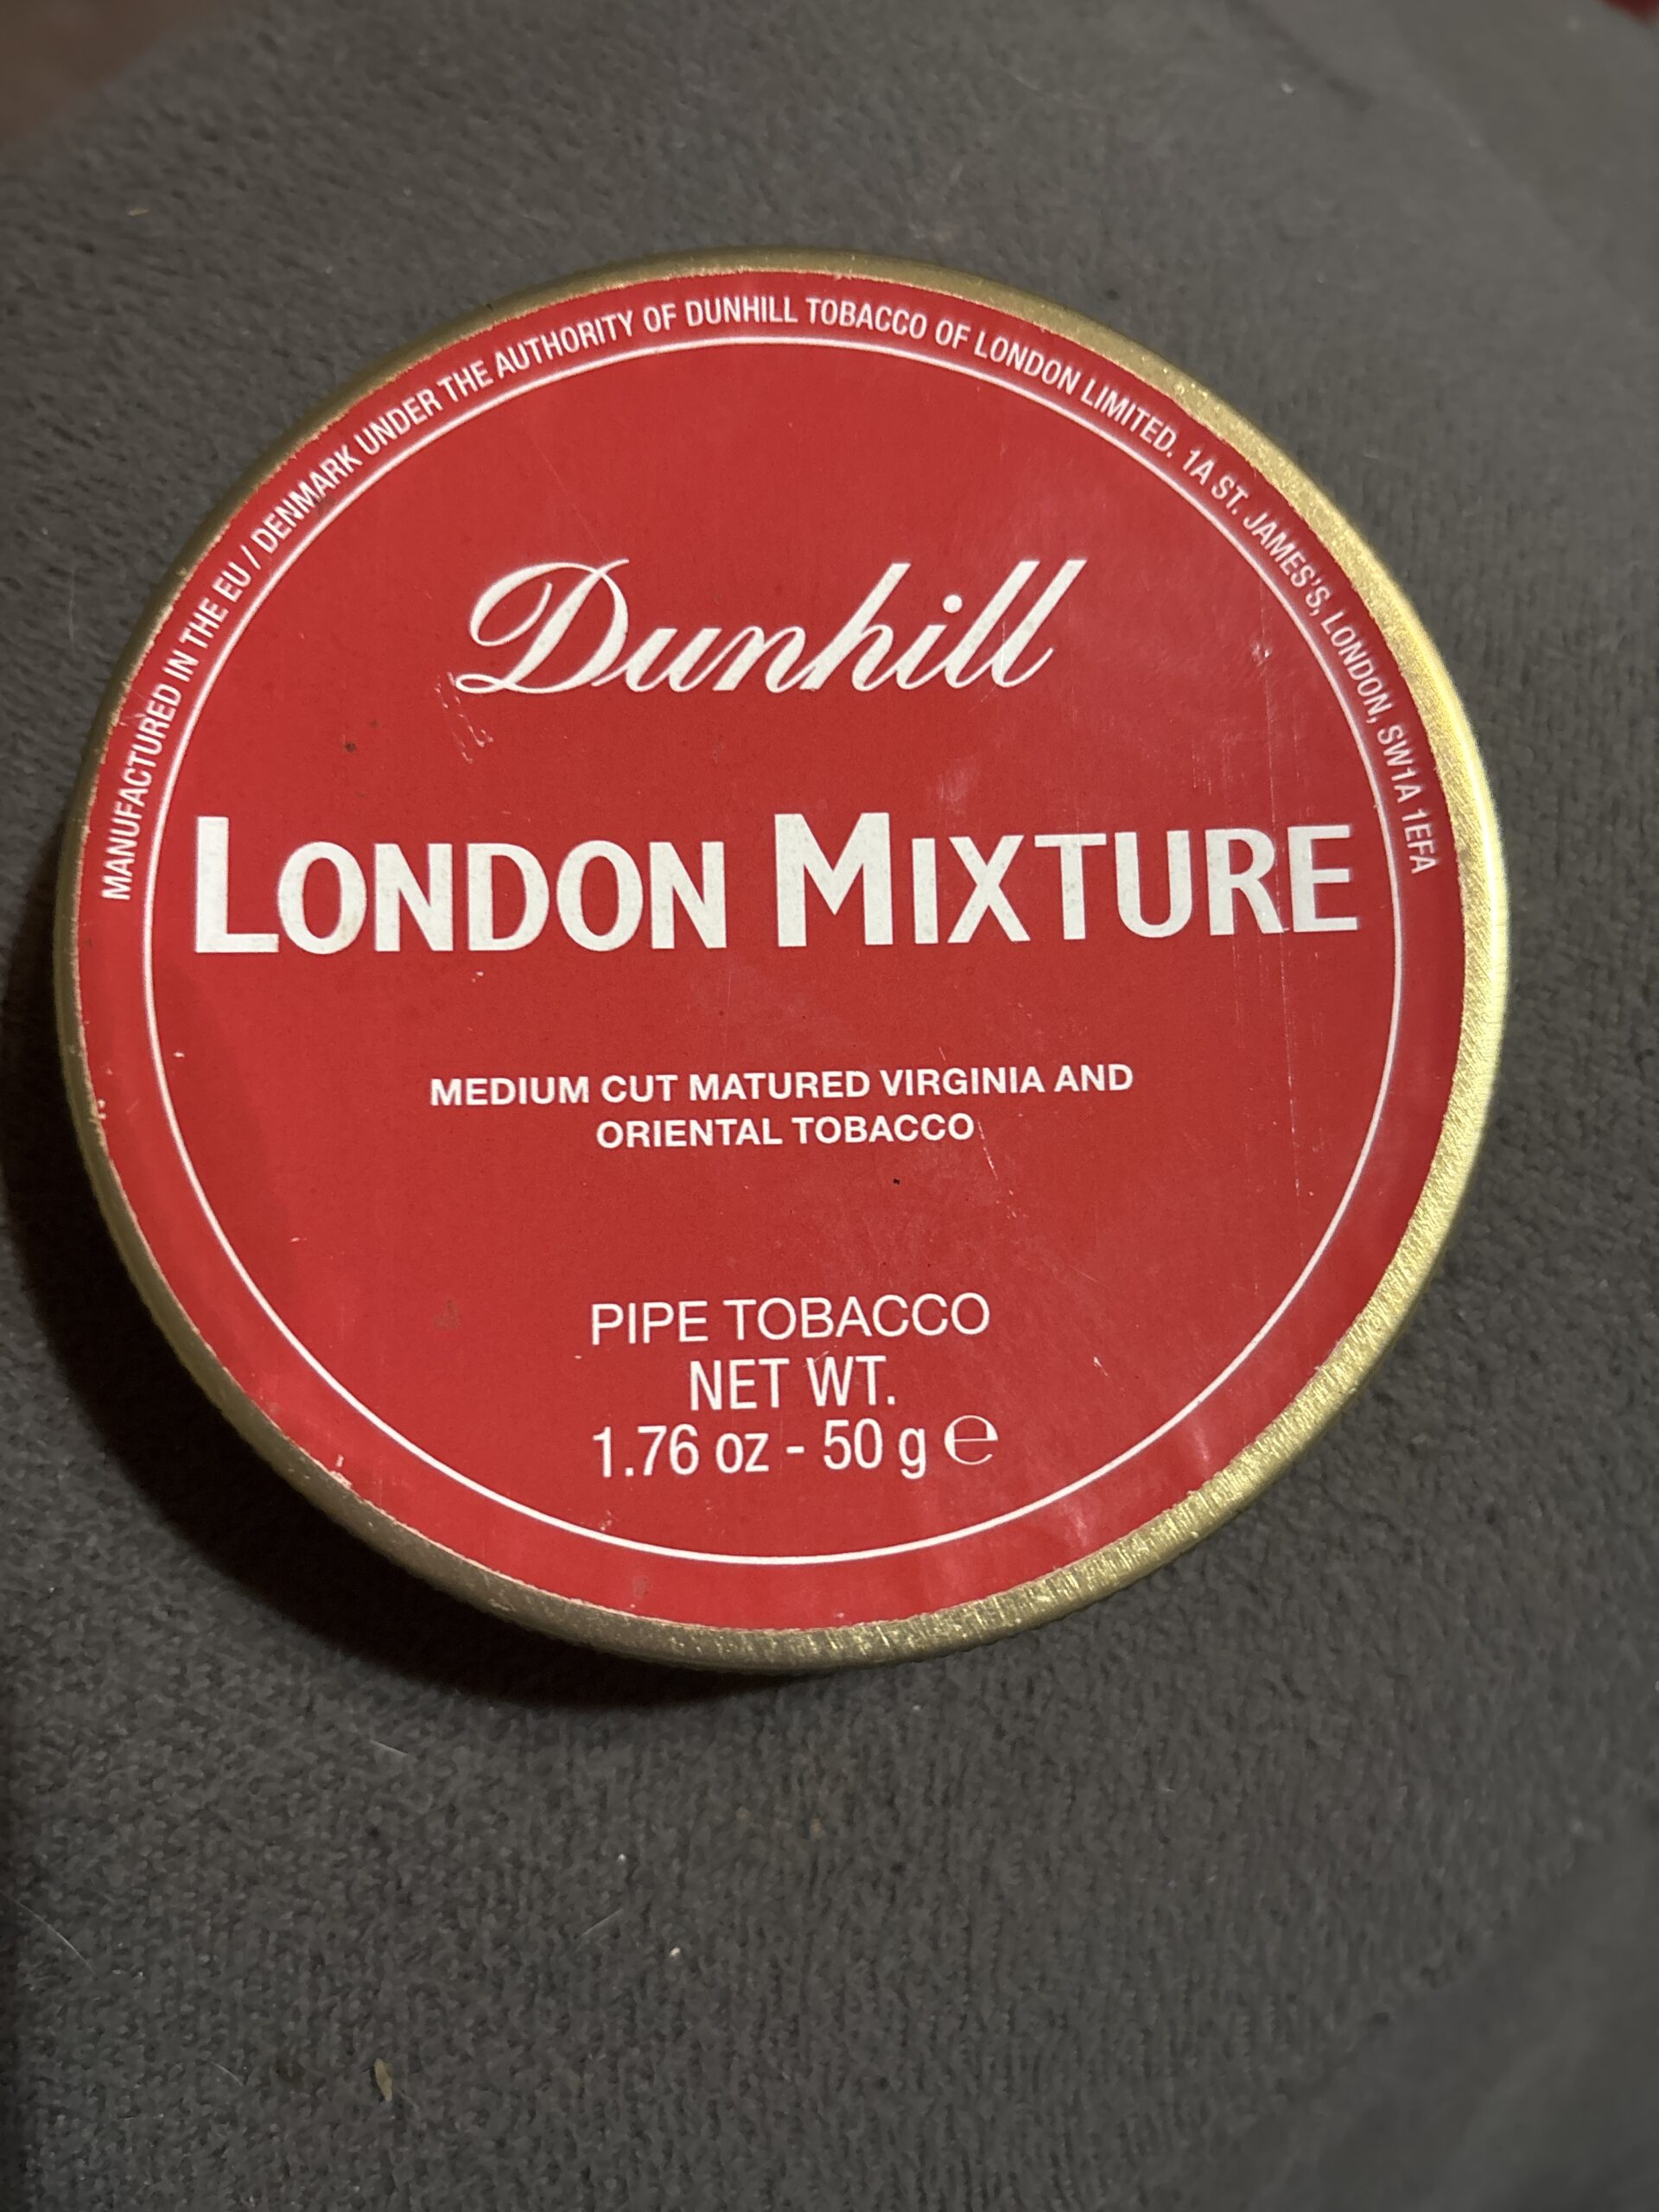 MANUFACTURED IN THE EU / DENMARK UNDER THE AUTHORITY OF DUNHILL TOBACCO OF LONDON LIMITED. 1A ST. JAMES'S, LONDON, SW1A 1EFA
Dunhill
LONDON MIXTURE
MEDIUM CUT MATURED VIRGINIA AND
ORIENTAL TOBACCO
PIPE TOBACCO
NET WT.
1.76 oz - 50 g ℮